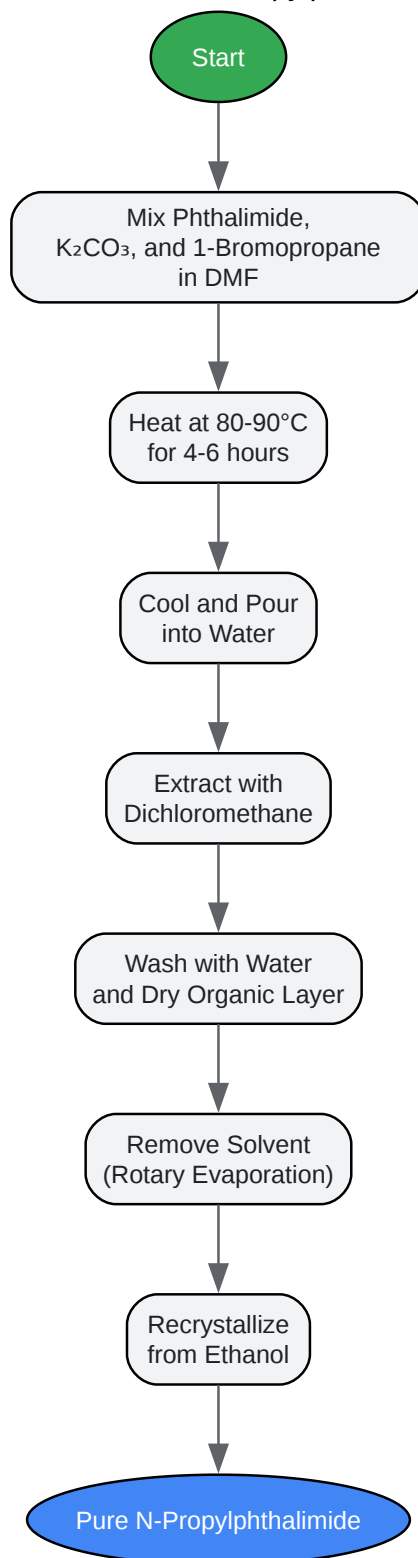 Start
Mix Phthalimide,
K₂CO₃, and 1-Bromopropane
in DMF
Heat at 80-90°C
for 4-6 hours
Cool and Pour
into Water
Extract with
Dichloromethane
Wash with Water
and Dry Organic Layer
Remove Solvent
(Rotary Evaporation)
Recrystallize
from Ethanol
Pure N-Propylphthalimide